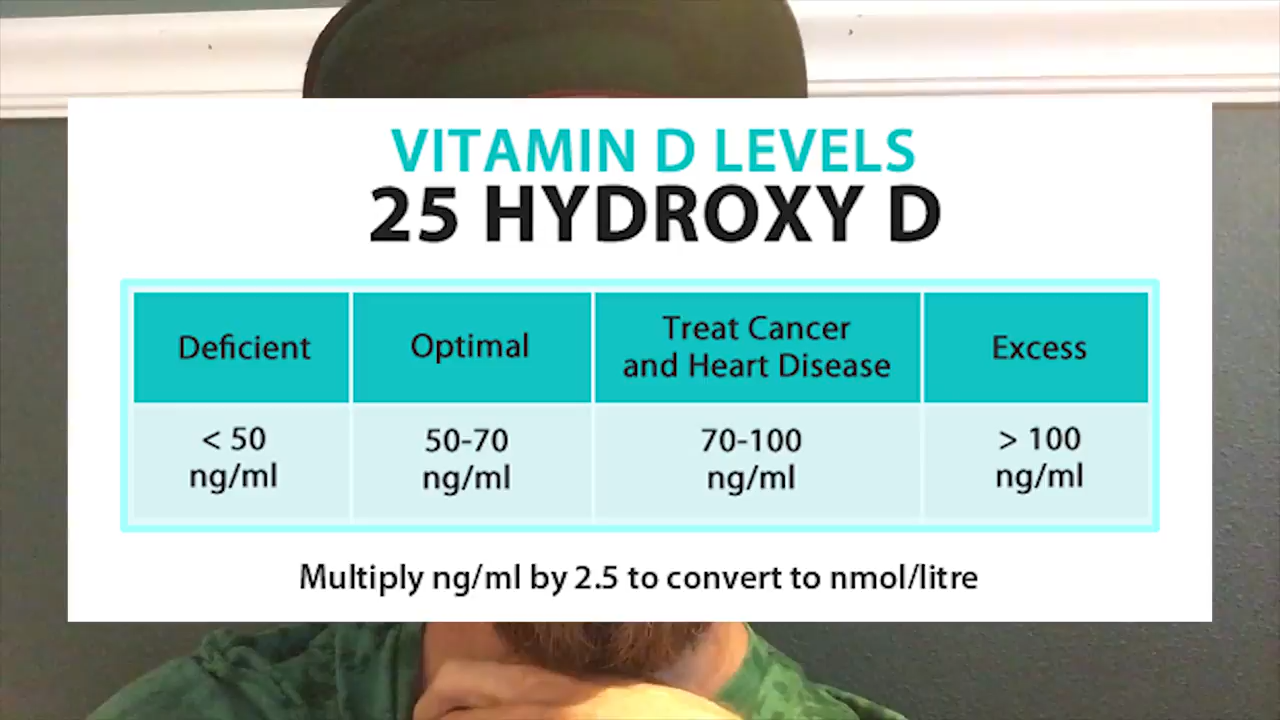 VITAMIN D LEVELS
25 HYDROXY D
Deficient
Optimal
Treat Cancer
and Heart Disease
Excess
< 50
ng/ml
50-70
ng/ml
70-100
ng/ml
> 100
ng/ml
Multiply ng/ml by 2.5 to convert to nmol/litre